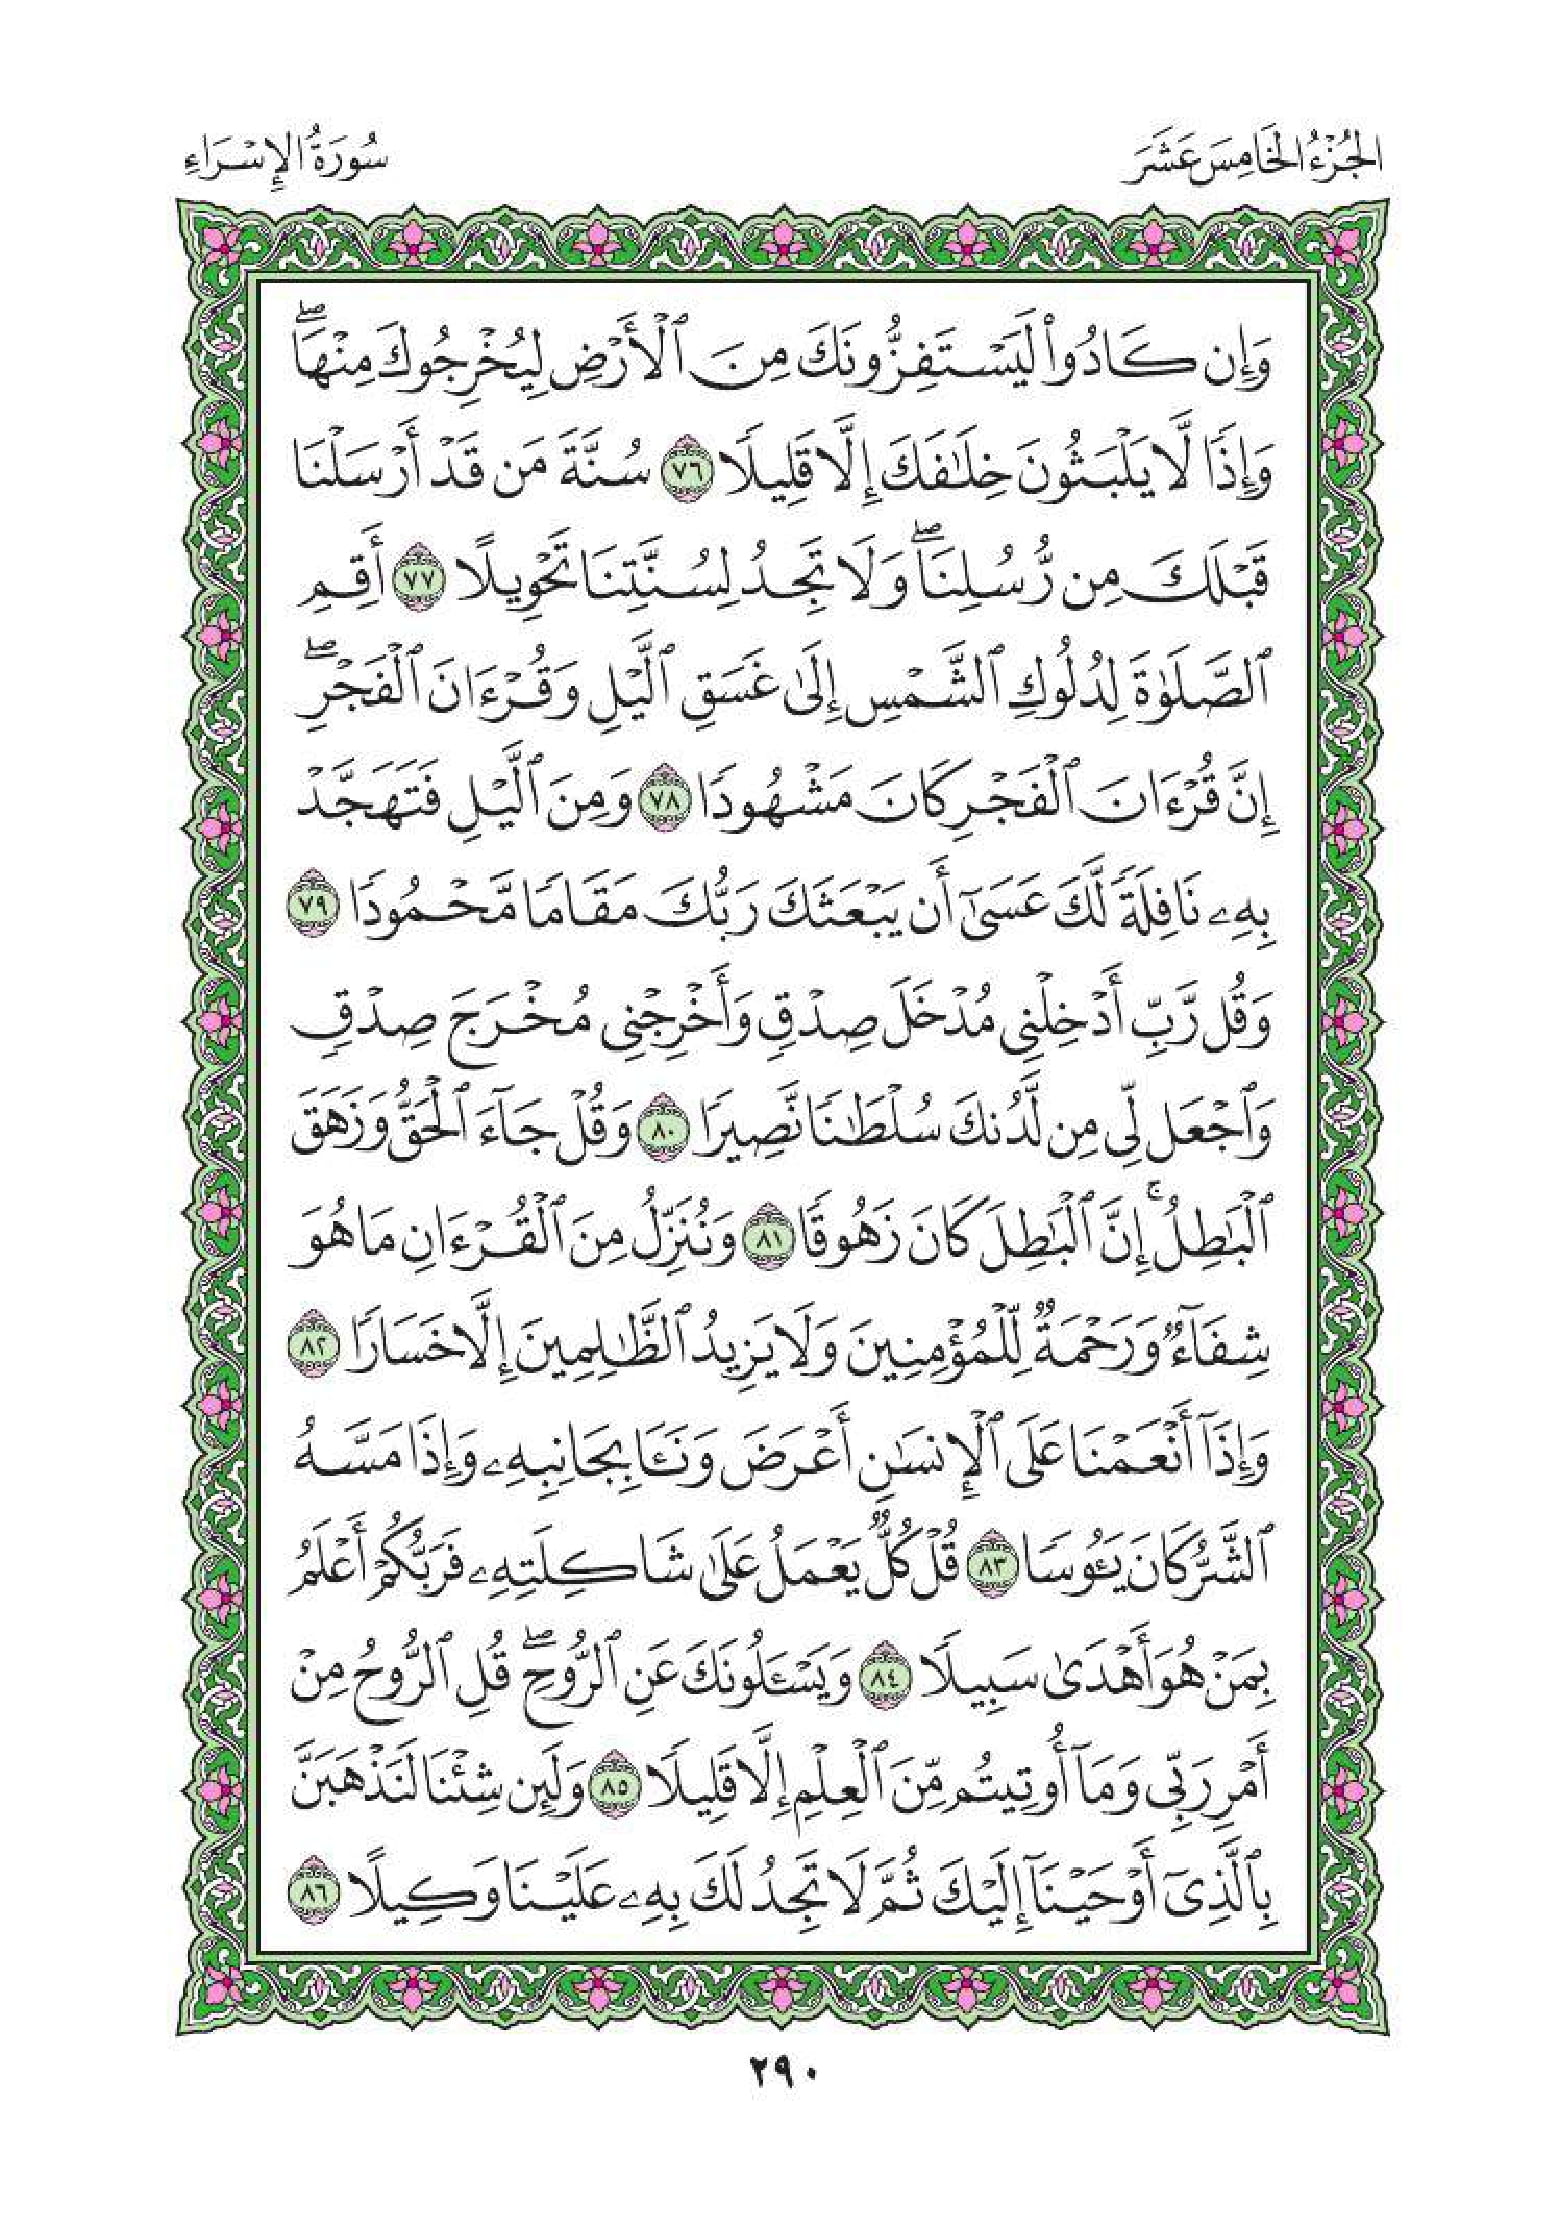 الجُزْءُ الخَامِسَ عَشَرَ
سُورَةُ الإِسْرَاءِ
وَإِن كَادُواْ لَيَسْتَفِزُّونَكَ مِنَ ٱلْأَرْضِ لِيُخْرِجُوكَ مِنْهَاۖ
وَإِذًا لَّا يَلْبَثُونَ خِلَٰفَكَ إِلَّا قَلِيلًا ٧٦ سُنَّةَ مَن قَدْ أَرْسَلْنَا
قَبْلَكَ مِن رُّسُلِنَاۖ وَلَا تَجِدُ لِسُنَّتِنَا تَحْوِيلًا ٧٧ أَقِمِ
ٱلصَّلَوٰةَ لِدُلُوكِ ٱلشَّمْسِ إِلَىٰ غَسَقِ ٱلَّيْلِ وَقُرْءَانَ ٱلْفَجْرِۖ
إِنَّ قُرْءَانَ ٱلْفَجْرِ كَانَ مَشْهُودًا ٧٨ وَمِنَ ٱلَّيْلِ فَتَهَجَّدْ
بِهِۦ نَافِلَةً لَّكَ عَسَىٰٓ أَن يَبْعَثَكَ رَبُّكَ مَقَامًا مَّحْمُودًا ٧٩
وَقُل رَّبِّ أَدْخِلْنِى مُدْخَلَ صِدْقٍ وَأَخْرِجْنِى مُخْرَجَ صِدْقٍ
وَٱجْعَل لِّى مِن لَّدُنكَ سُلْطَٰنًا نَّصِيرًا ٨٠ وَقُلْ جَآءَ ٱلْحَقُّ وَزَهَقَ
ٱلْبَٰطِلُۚ إِنَّ ٱلْبَٰطِلَ كَانَ زَهُوقًا ٨١ وَنُنَزِّلُ مِنَ ٱلْقُرْءَانِ مَا هُوَ
شِفَآءٌ وَرَحْمَةٌ لِّلْمُؤْمِنِينَ وَلَا يَزِيدُ ٱلظَّٰلِمِينَ إِلَّا خَسَارًا ٨٢
وَإِذَآ أَنْعَمْنَا عَلَى ٱلْإِنسَٰنِ أَعْرَضَ وَنَـَٔا بِجَانِبِهِۦ وَإِذَا مَسَّهُ
ٱلشَّرُّ كَانَ يَـُٔوسًا ٨٣ قُلْ كُلٌّ يَعْمَلُ عَلَىٰ شَاكِلَتِهِۦ فَرَبُّكُمْ أَعْلَمُ
بِمَنْ هُوَ أَهْدَىٰ سَبِيلًا ٨٤ وَيَسْـَٔلُونَكَ عَنِ ٱلرُّوحِۖ قُلِ ٱلرُّوحُ مِنْ
أَمْرِ رَبِّى وَمَآ أُوتِيتُم مِّنَ ٱلْعِلْمِ إِلَّا قَلِيلًا ٨٥ وَلَئِن شِئْنَا لَنَذْهَبَنَّ
بِٱلَّذِىٓ أَوْحَيْنَآ إِلَيْكَ ثُمَّ لَا تَجِدُ لَكَ بِهِۦ عَلَيْنَا وَكِيلًا ٨٦
٢٩٠